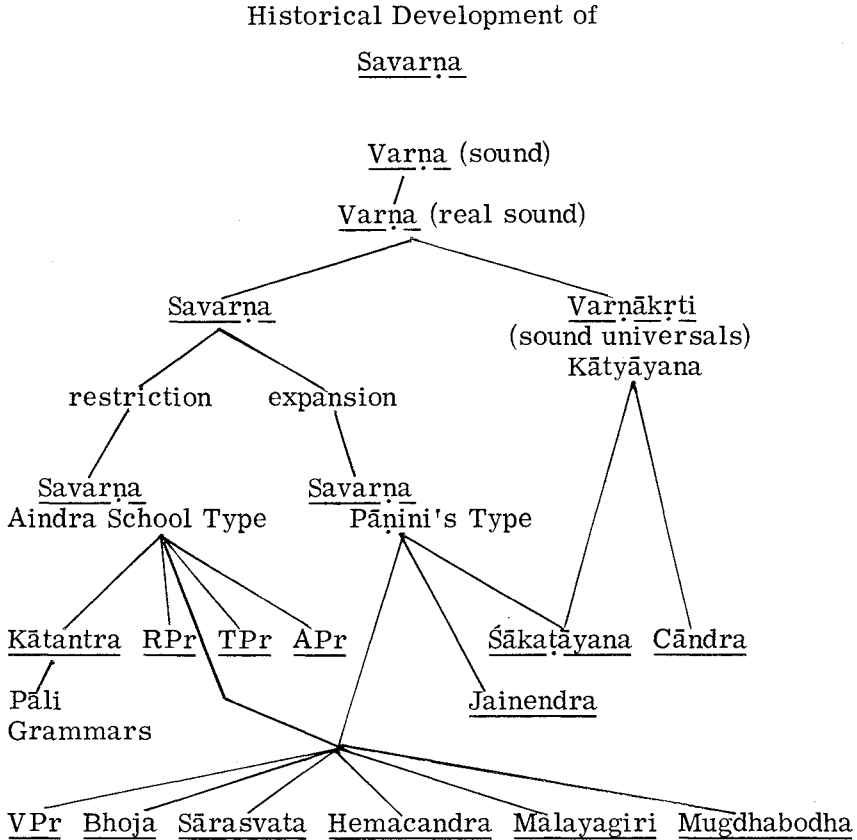 Historical Development of
Savarṇa
Varṇa (sound)
Varṇa (real sound)
Savarṇa
Varṇākṛti
(sound universals)
Kātyāyana
restriction
expansion
Savarṇa
Aindra School Type
Savarṇa
Pāṇini's Type
Kātantra RPr TPr APr Śākaṭāyana Cāndra
Pāli
Grammars
Jainendra
VPr Bhoja Sārasvata Hemacandra Malayagiri Mugdhabodha